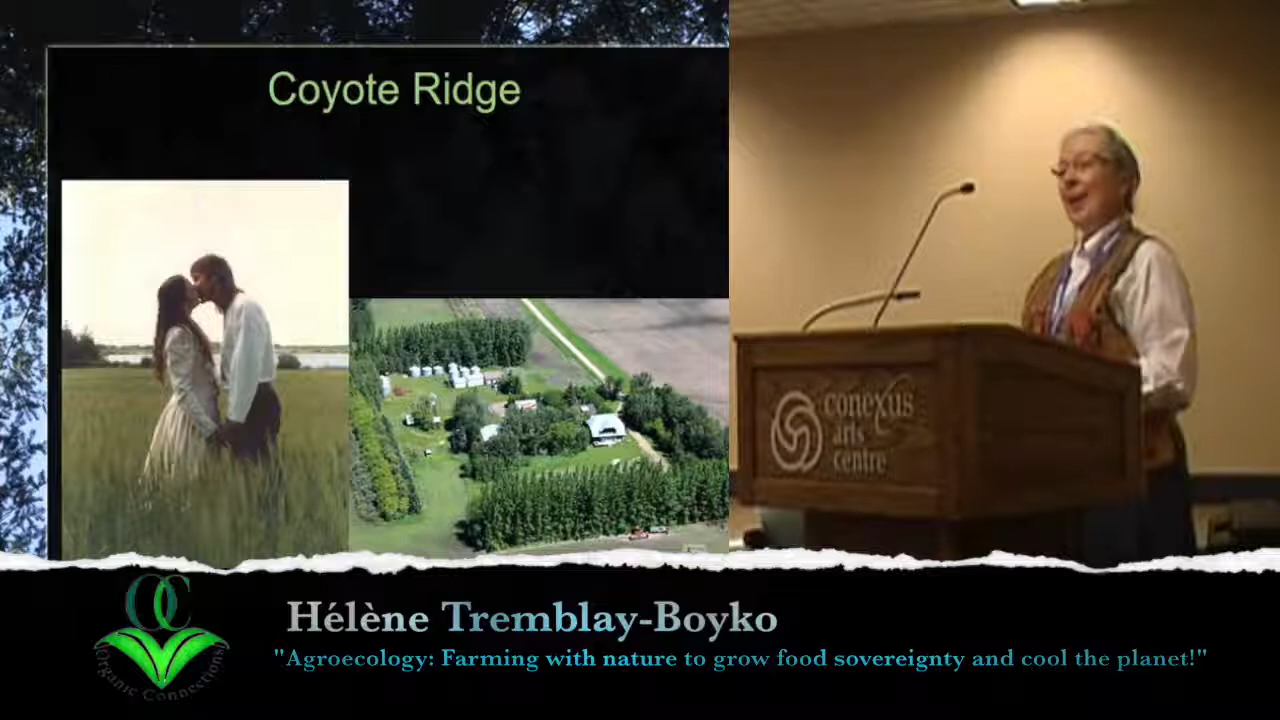 Coyote Ridge
conexus
arts
centre
Hélène Tremblay-Boyko
"Agroecology: Farming with nature to grow food sovereignty and cool the planet!"
OC
Organic Connections